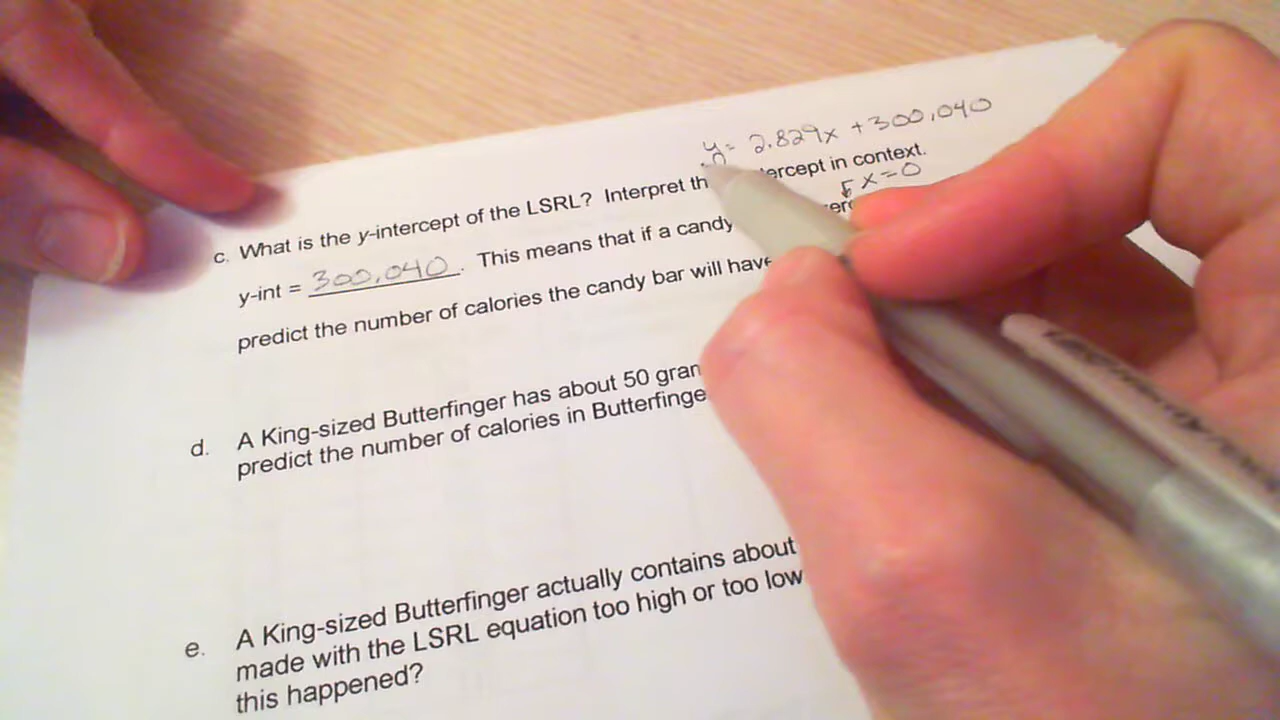 y= 2.829x +300,040
c. What is the y-intercept of the LSRL? Interpret th ercept in context.
x=0
y-int = 300,040. This means that if a candy
predict the number of calories the candy bar will have
d. A King-sized Butterfinger has about 50 gran
predict the number of calories in Butterfinge
e. A King-sized Butterfinger actually contains about
made with the LSRL equation too high or too low
this happened?